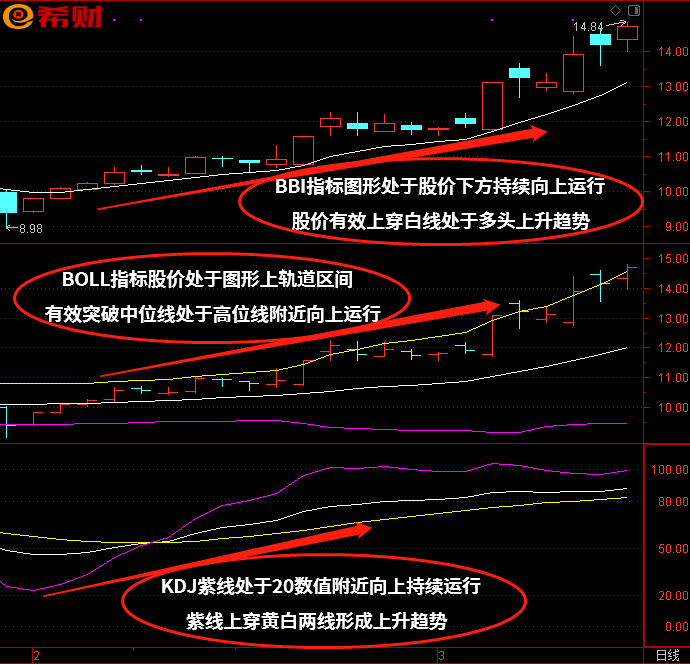 希财
14.84
14.00
13.00
12.00
11.00
10.00
9.00
8.98
BBI指标图形处于股价下方持续向上运行
股价有效上穿白线处于多头上升趋势
15.00
14.00
13.00
12.00
11.00
10.00
BOLL指标股价处于图形上轨道区间
有效突破中位线处于高位线附近向上运行
100.00
80.00
50.00
20.00
0.00
KDJ紫线处于20数值附近向上持续运行
紫线上穿黄白两线形成上升趋势
2
3
日线